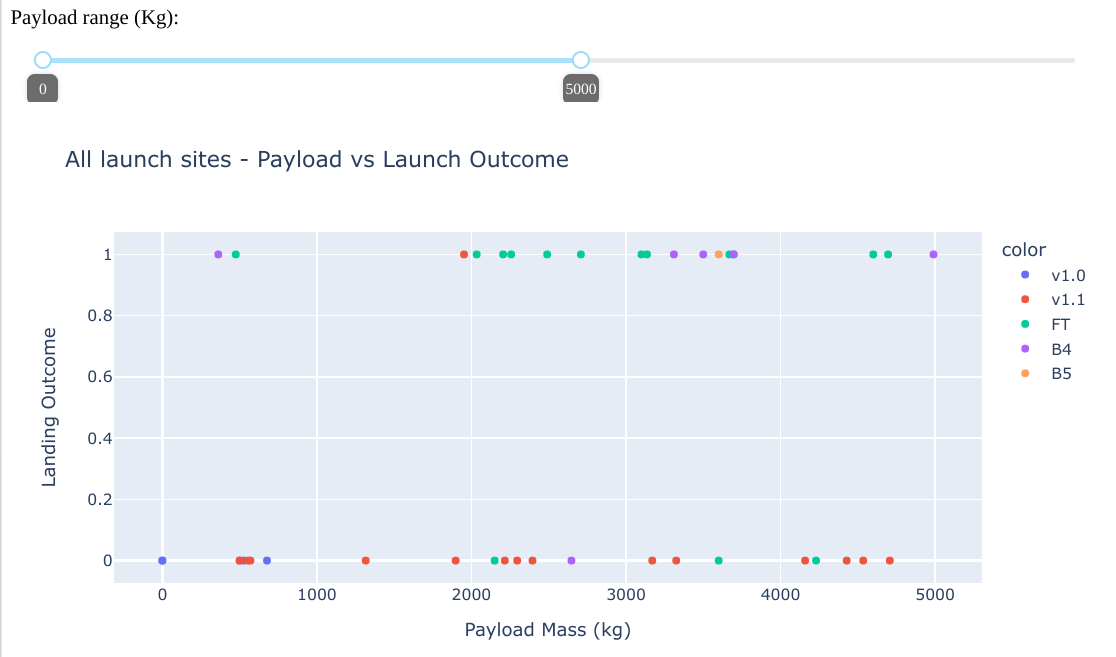 Payload range (Kg):
0
5000
All launch sites - Payload vs Launch Outcome
color
v1.0
v1.1
FT
B4
B5
Landing Outcome
1
0.8
0.6
0.4
0.2
0
0 1000 2000 3000 4000 5000
Payload Mass (kg)